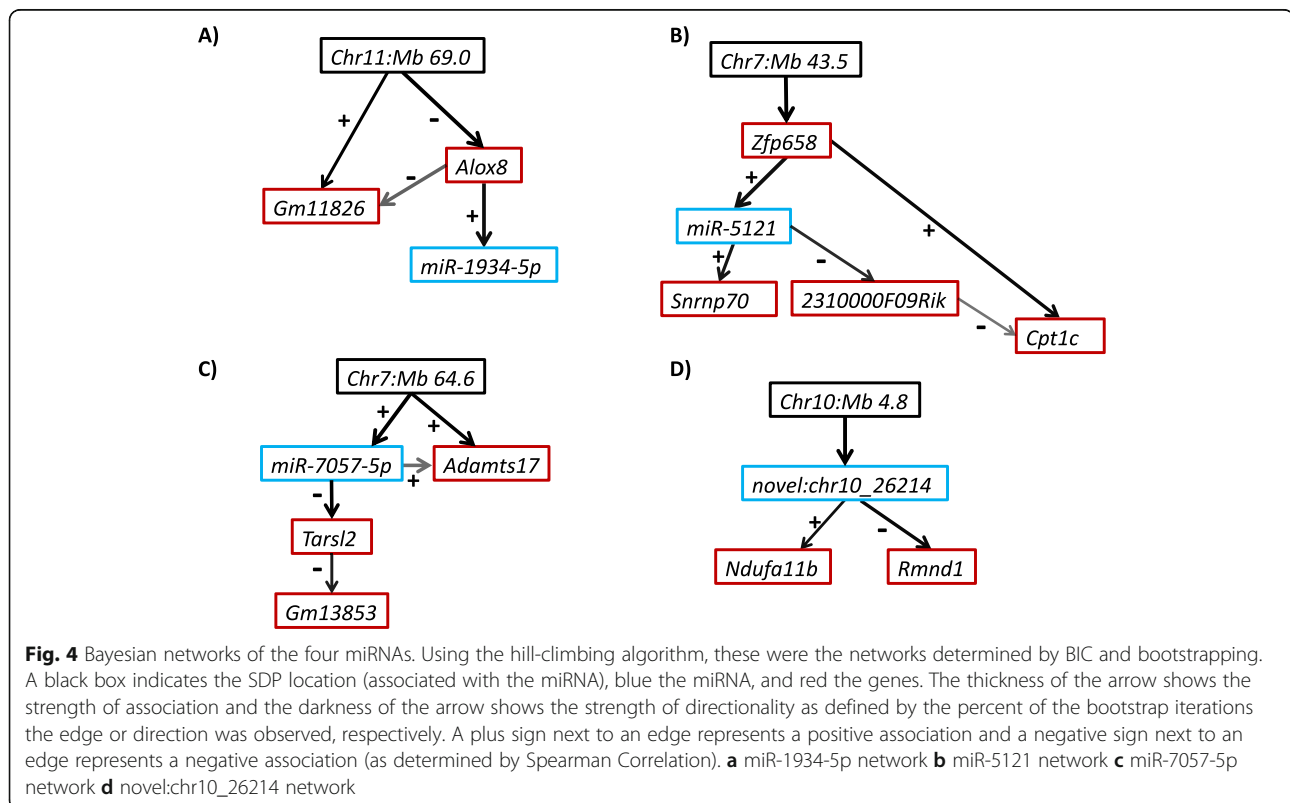 A)
Chr11:Mb 69.0
+
-
Alox8
-
Gm11826
+
miR-1934-5p
B)
Chr7:Mb 43.5
Zfp658
+
miR-5121
+
+
-
Snrnp70
2310000F09Rik
-
Cpt1c
C)
Chr7:Mb 64.6
+
+
miR-7057-5p
Adamts17
+
-
Tarsl2
-
Gm13853
D)
Chr10:Mb 4.8
novel:chr10_26214
+
-
Ndufa11b
Rmnd1
Fig. 4 Bayesian networks of the four miRNAs. Using the hill-climbing algorithm, these were the networks determined by BIC and bootstrapping.
A black box indicates the SDP location (associated with the miRNA), blue the miRNA, and red the genes. The thickness of the arrow shows the
strength of association and the darkness of the arrow shows the strength of directionality as defined by the percent of the bootstrap iterations
the edge or direction was observed, respectively. A plus sign next to an edge represents a positive association and a negative sign next to an
edge represents a negative association (as determined by Spearman Correlation). a miR-1934-5p network b miR-5121 network c miR-7057-5p
network d novel:chr10_26214 network